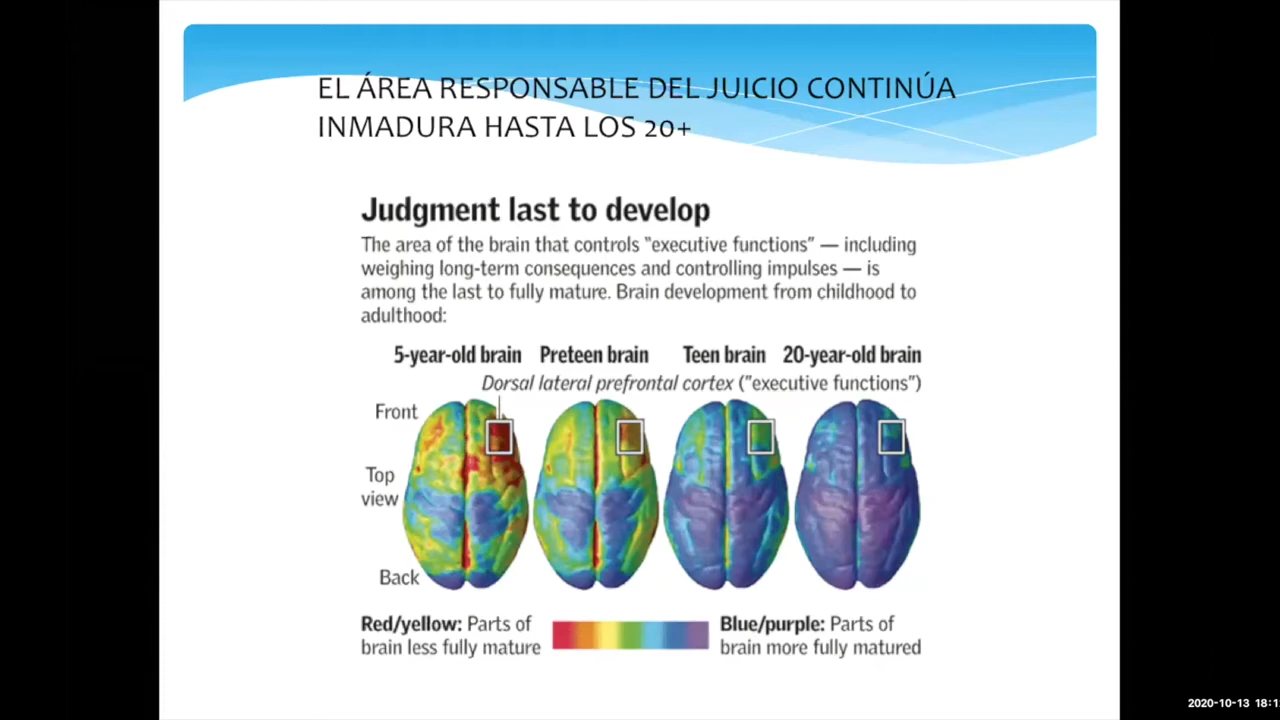 EL ÁREA RESPONSABLE DEL JUICIO CONTINÚA
INMADURA HASTA LOS 20+
Judgment last to develop
The area of the brain that controls "executive functions" — including
weighing long-term consequences and controlling impulses — is
among the last to fully mature. Brain development from childhood to
adulthood:
5-year-old brain Preteen brain Teen brain 20-year-old brain
Dorsal lateral prefrontal cortex ("executive functions")
Front
Top
view
Back
Red/yellow: Parts of
brain less fully mature
Blue/purple: Parts of
brain more fully matured
2020-10-13 18:1